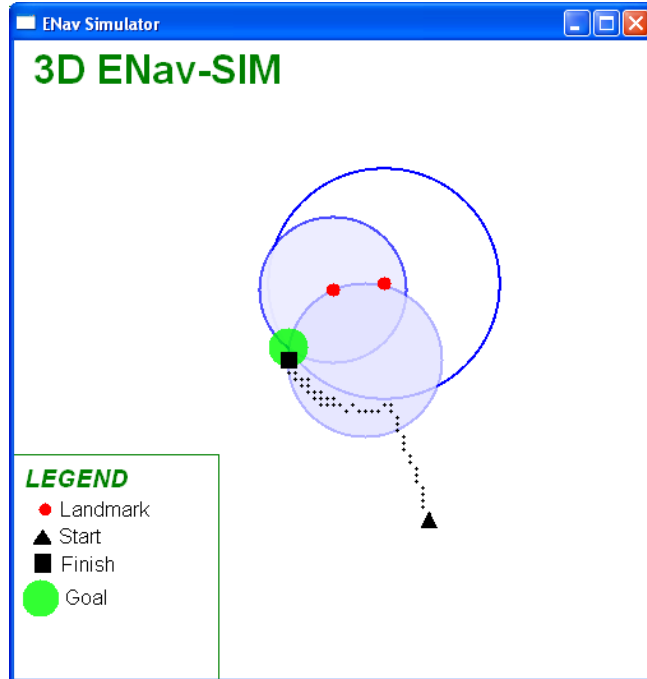 ENav Simulator
3D ENav-SIM
LEGEND
Landmark
Start
Finish
Goal